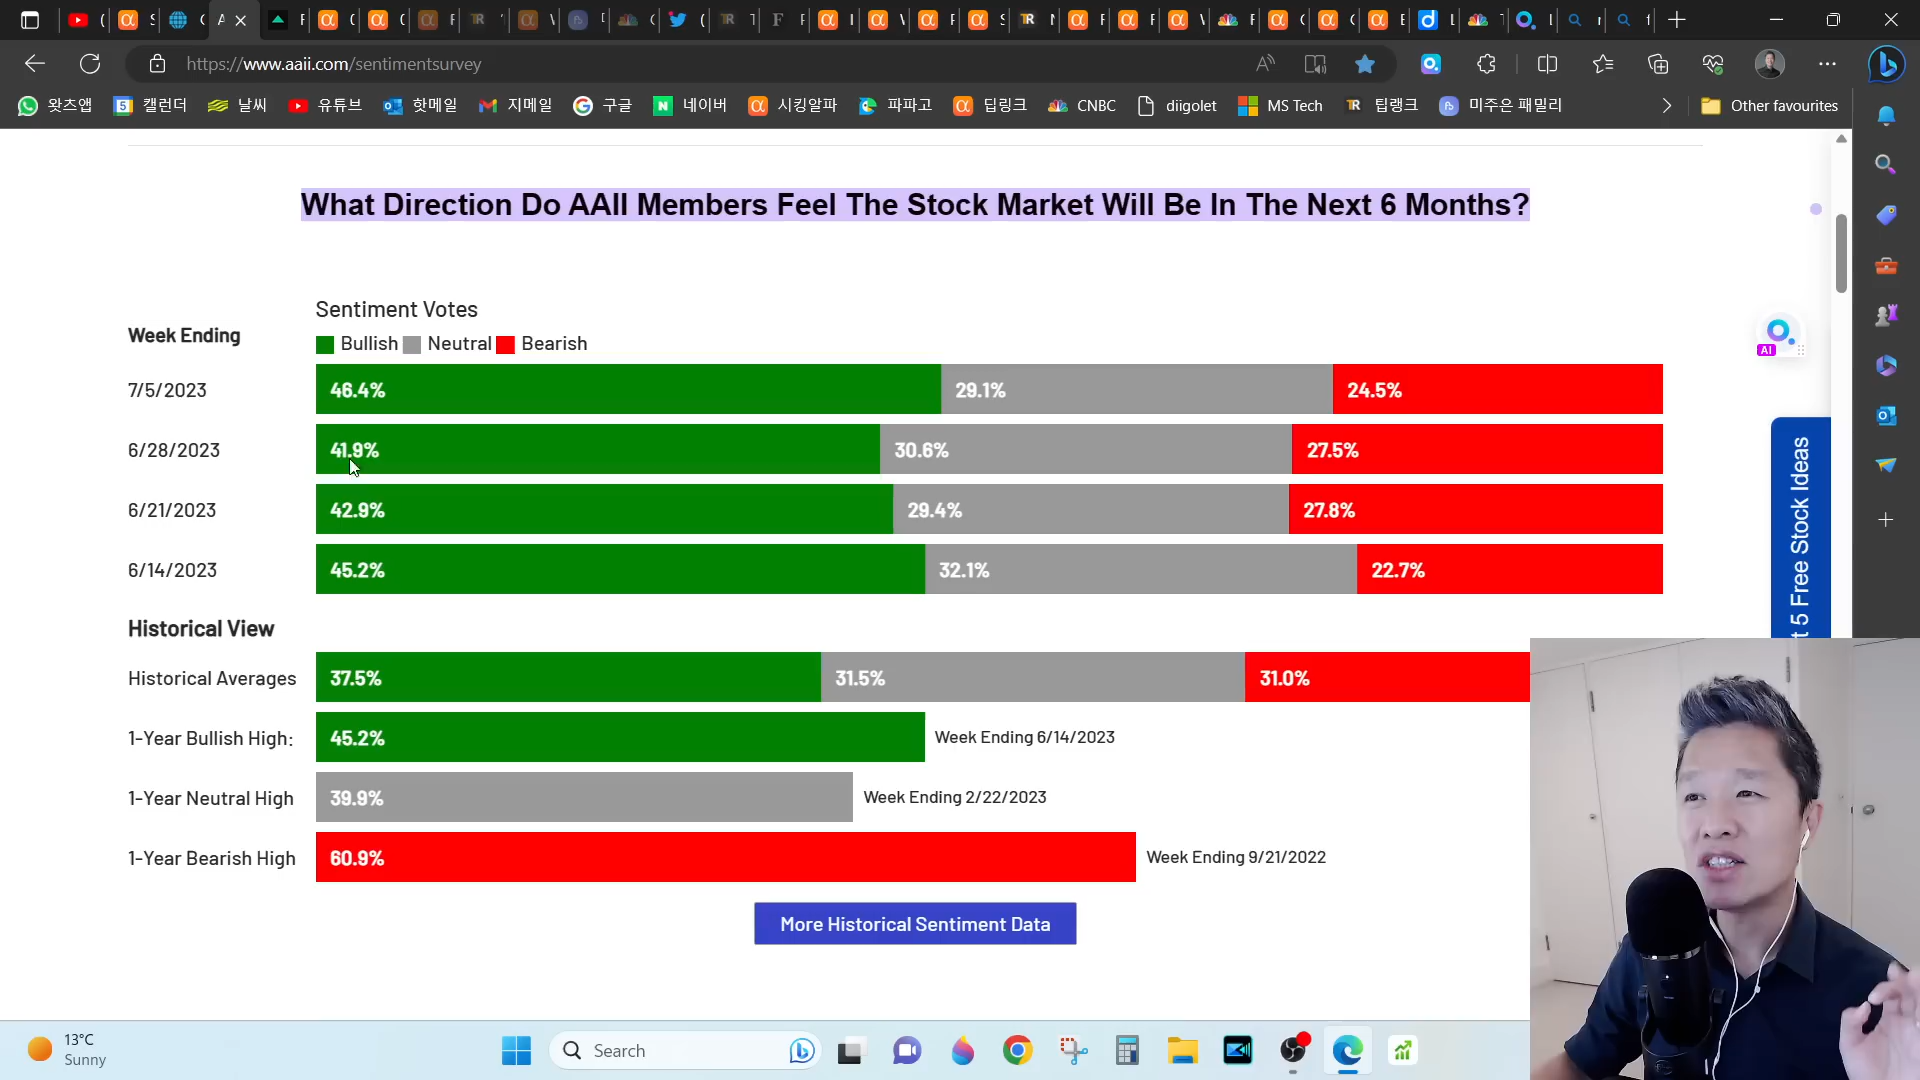 https://www.aaii.com/sentimentsurvey
왓츠앱 캘린더 날씨 유튜브 핫메일 지메일 구글 네이버 시킹알파 파파고 딥링크 CNBC diigolet MS Tech 팁랭크 미주은 패밀리 Other favourites
What Direction Do AAII Members Feel The Stock Market Will Be In The Next 6 Months?
Sentiment Votes
Week Ending
Bullish Neutral Bearish
7/5/2023 46.4% 29.1% 24.5%
6/28/2023 41.9% 30.6% 27.5%
6/21/2023 42.9% 29.4% 27.8%
6/14/2023 45.2% 32.1% 22.7%
Historical View
Historical Averages 37.5% 31.5% 31.0%
1-Year Bullish High: 45.2% Week Ending 6/14/2023
1-Year Neutral High 39.9% Week Ending 2/22/2023
1-Year Bearish High 60.9% Week Ending 9/21/2022
More Historical Sentiment Data
AI
5 Free Stock Ideas
13°C
Sunny
Search